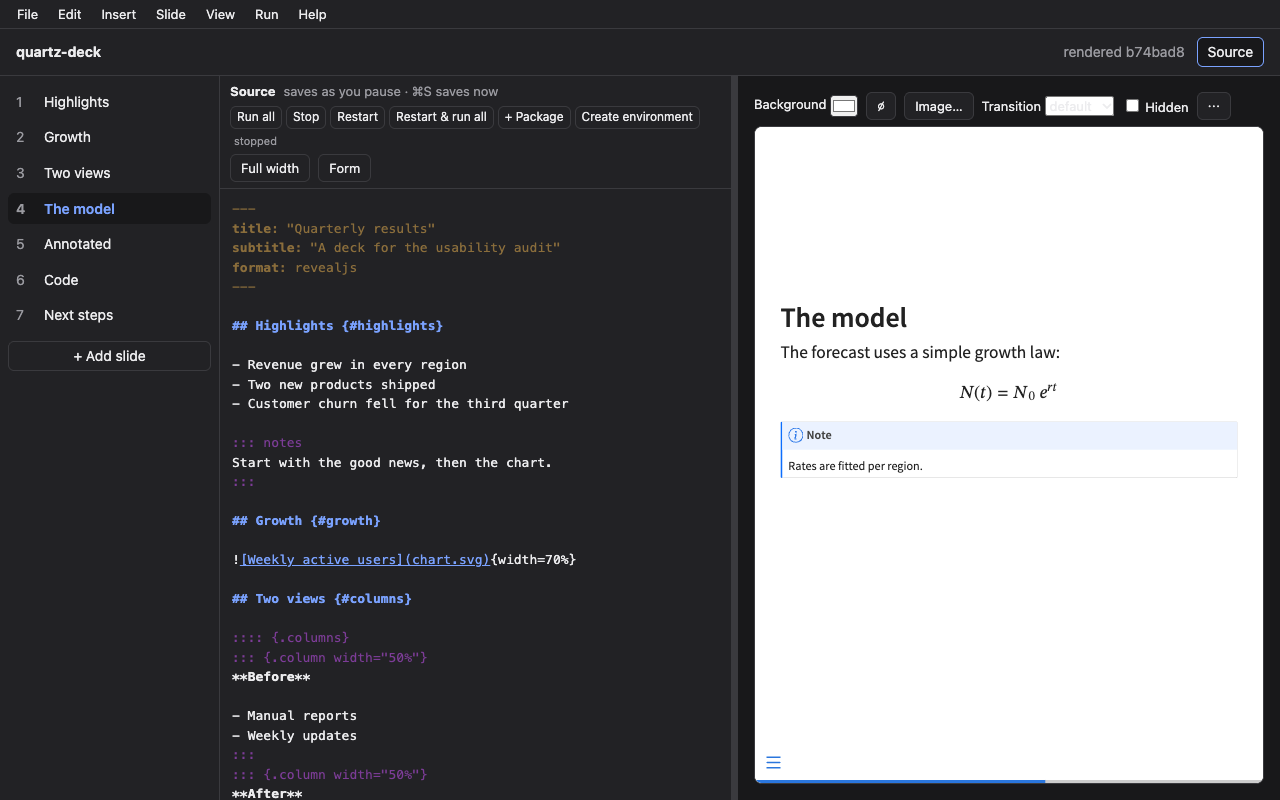 File Edit Insert Slide View Run Help
quartz-deck
rendered b74bad8 Source
1 Highlights
2 Growth
3 Two views
4 The model
5 Annotated
6 Code
7 Next steps
+ Add slide
Source saves as you pause · ⌘S saves now
Run all Stop Restart Restart & run all + Package Create environment
stopped
Full width Form
---
title: "Quarterly results"
subtitle: "A deck for the usability audit"
format: revealjs
---
## Highlights {#highlights}
- Revenue grew in every region
- Two new products shipped
- Customer churn fell for the third quarter
::: notes
Start with the good news, then the chart.
:::
## Growth {#growth}
![Weekly active users](chart.svg){width=70%}
## Two views {#columns}
:::: {.columns}
::: {.column width="50%"}
**Before**
- Manual reports
- Weekly updates
:::
::: {.column width="50%"}
**After**
Background ∅ Image... Transition default Hidden ...
The model
The forecast uses a simple growth law:
N(t) = N₀ eʳᵗ
Note
Rates are fitted per region.